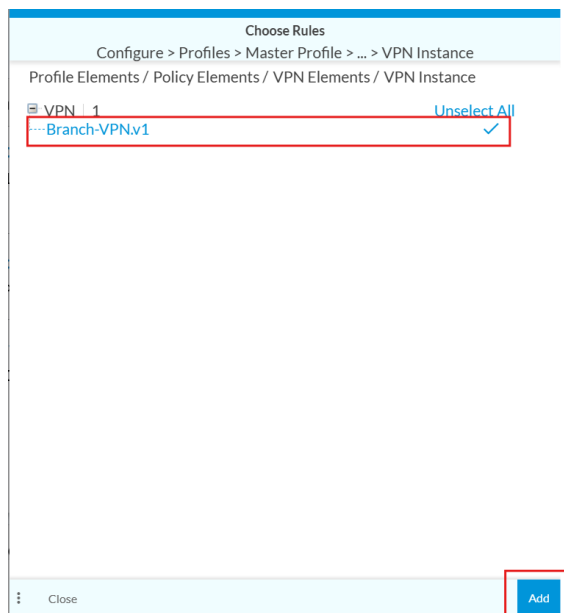 Choose Rules
Configure > Profiles > Master Profile > ... > VPN Instance
Profile Elements / Policy Elements / VPN Elements / VPN Instance
VPN 1 Unselect All
Branch-VPN.v1
Close Add